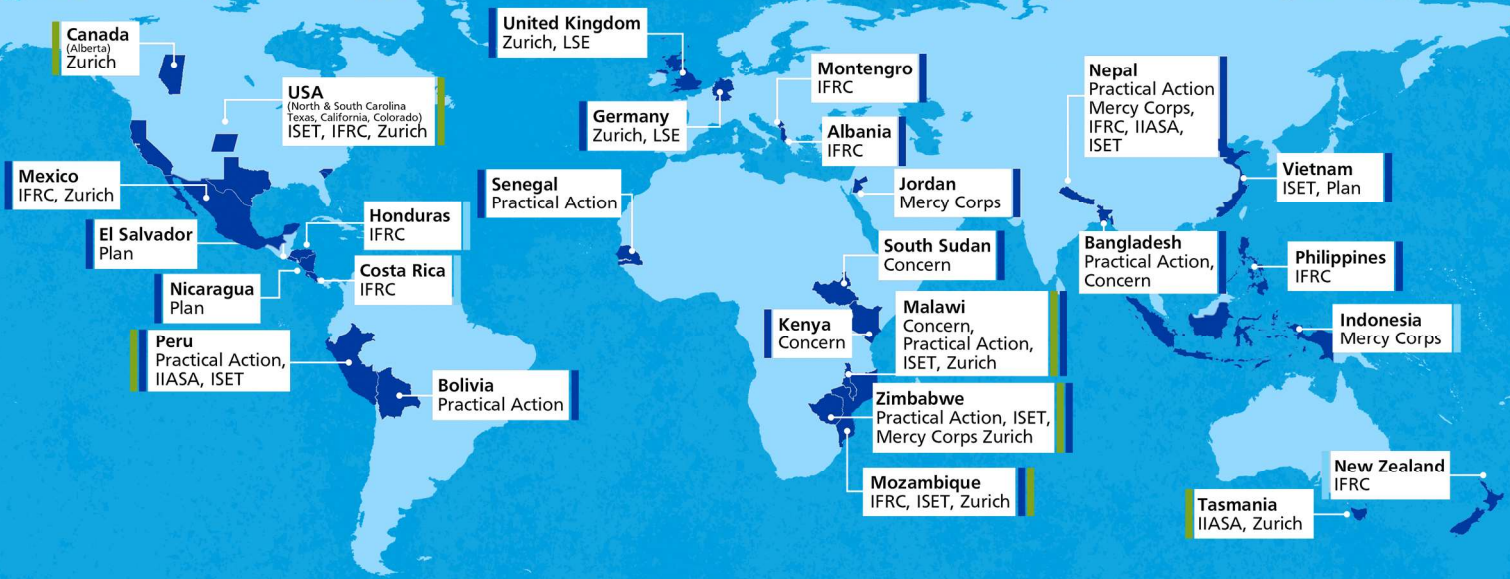 Canada
(Alberta)
Zurich
USA
(North & South Carolina
Texas, California, Colorado)
ISET, IFRC, Zurich
Mexico
IFRC, Zurich
El Salvador
Plan
Honduras
IFRC
Costa Rica
IFRC
Nicaragua
Plan
Peru
Practical Action,
IIASA, ISET
Bolivia
Practical Action
United Kingdom
Zurich, LSE
Germany
Zurich, LSE
Montengro
IFRC
Albania
IFRC
Senegal
Practical Action
Jordan
Mercy Corps
South Sudan
Concern
Kenya
Concern
Malawi
Concern,
Practical Action,
ISET, Zurich
Zimbabwe
Practical Action, ISET,
Mercy Corps Zurich
Mozambique
IFRC, ISET, Zurich
Nepal
Practical Action
Mercy Corps,
IFRC, IIASA,
ISET
Vietnam
ISET, Plan
Bangladesh
Practical Action,
Concern
Philippines
IFRC
Indonesia
Mercy Corps
New Zealand
IFRC
Tasmania
IIASA, Zurich